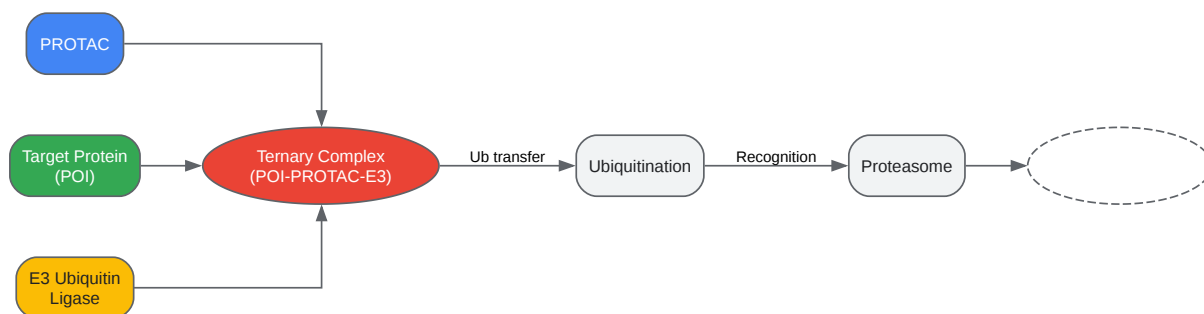 PROTAC
Target Protein
(POI)
Ternary Complex
(POI-PROTAC-E3)
Ub transfer
Ubiquitination
Recognition
Proteasome
E3 Ubiquitin
Ligase